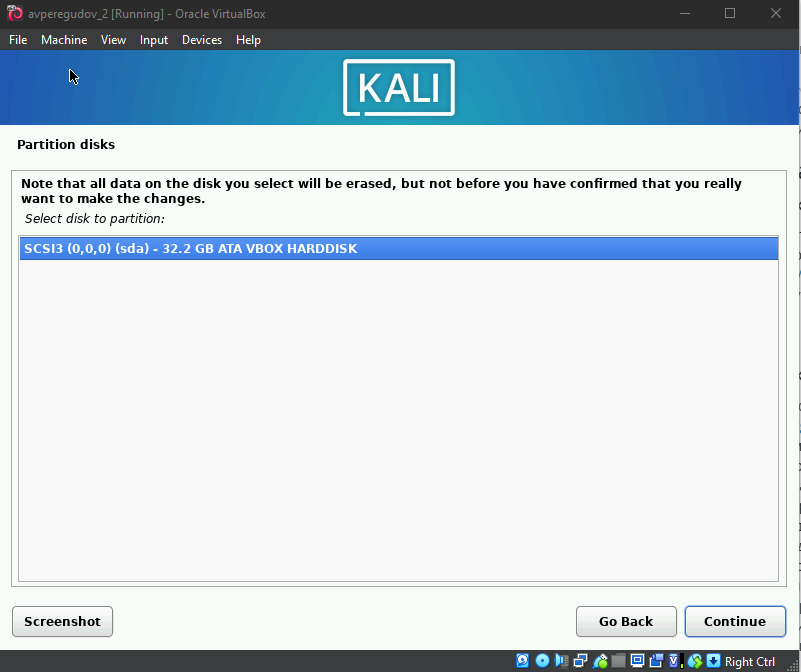 avperegudov_2 [Running] - Oracle VirtualBox
File Machine View Input Devices Help
KALI
Partition disks
Note that all data on the disk you select will be erased, but not before you have confirmed that you really
want to make the changes.
Select disk to partition:
SCSI3 (0,0,0) (sda) - 32.2 GB ATA VBOX HARDDISK
Screenshot Go Back Continue
Right Ctrl